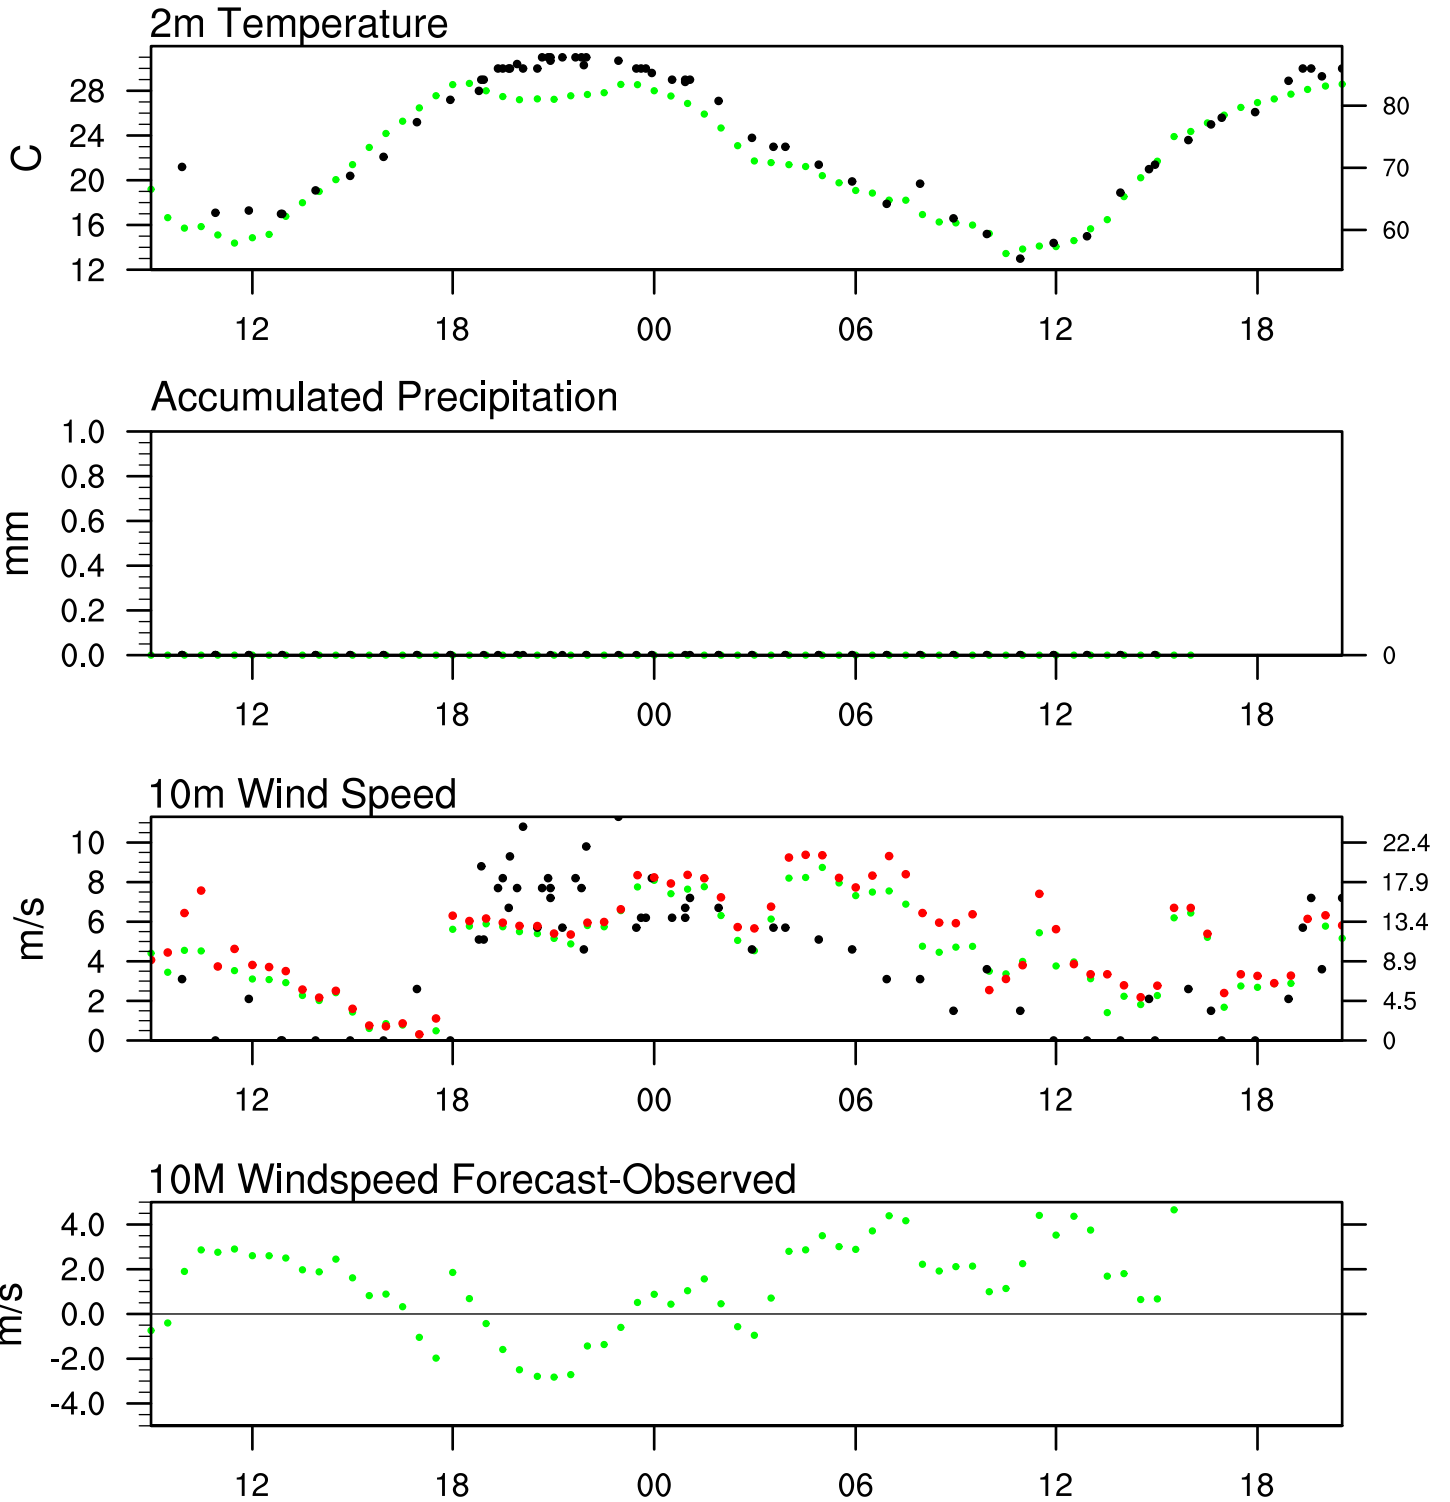 2m Temperature
28
24
20
16
12
C
80
70
60
12 18 00 06 12 18
Accumulated Precipitation
1.0
0.8
0.6
0.4
0.2
0.0
mm
0
12 18 00 06 12 18
10m Wind Speed
10
8
6
4
2
0
m/s
22.4
17.9
13.4
8.9
4.5
0
12 18 00 06 12 18
10M Windspeed Forecast-Observed
4.0
2.0
0.0
-2.0
-4.0
m/s
12 18 00 06 12 18